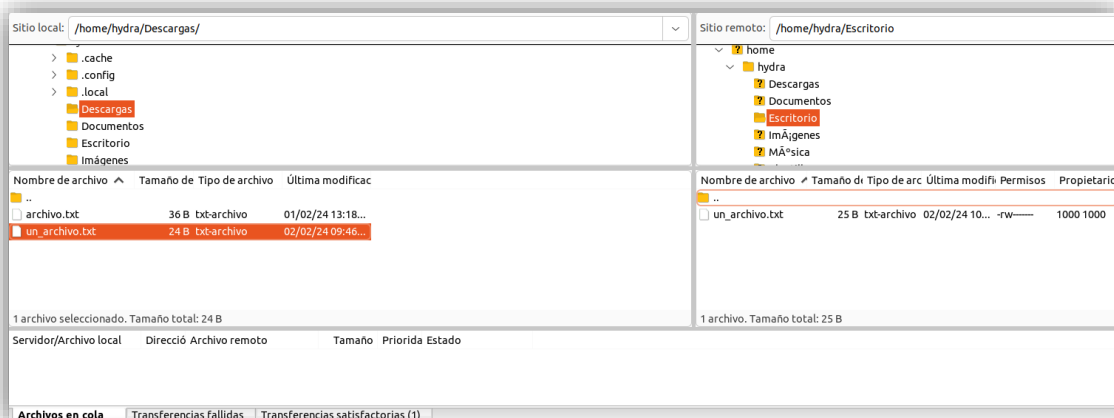 Sitio local: /home/hydra/Descargas/
.cache
.config
.local
Descargas
Documentos
Escritorio
Imágenes
Sitio remoto: /home/hydra/Escritorio
home
hydra
Descargas
Documentos
Escritorio
ImÃ¡genes
MÃºsica
Nombre de archivo Tamaño de Tipo de archivo Última modificac
..
archivo.txt 36 B txt-archivo 01/02/24 13:18...
un_archivo.txt 24 B txt-archivo 02/02/24 09:46...
1 archivo seleccionado. Tamaño total: 24 B
Nombre de archivo Tamaño de Tipo de arc Última modifi Permisos Propietario
..
un_archivo.txt 25 B txt-archivo 02/02/24 10... -rw------- 1000 1000
1 archivo. Tamaño total: 25 B
Servidor/Archivo local Direcció Archivo remoto Tamaño Priorida Estado
Archivos en cola Transferencias fallidas Transferencias satisfactorias (1)